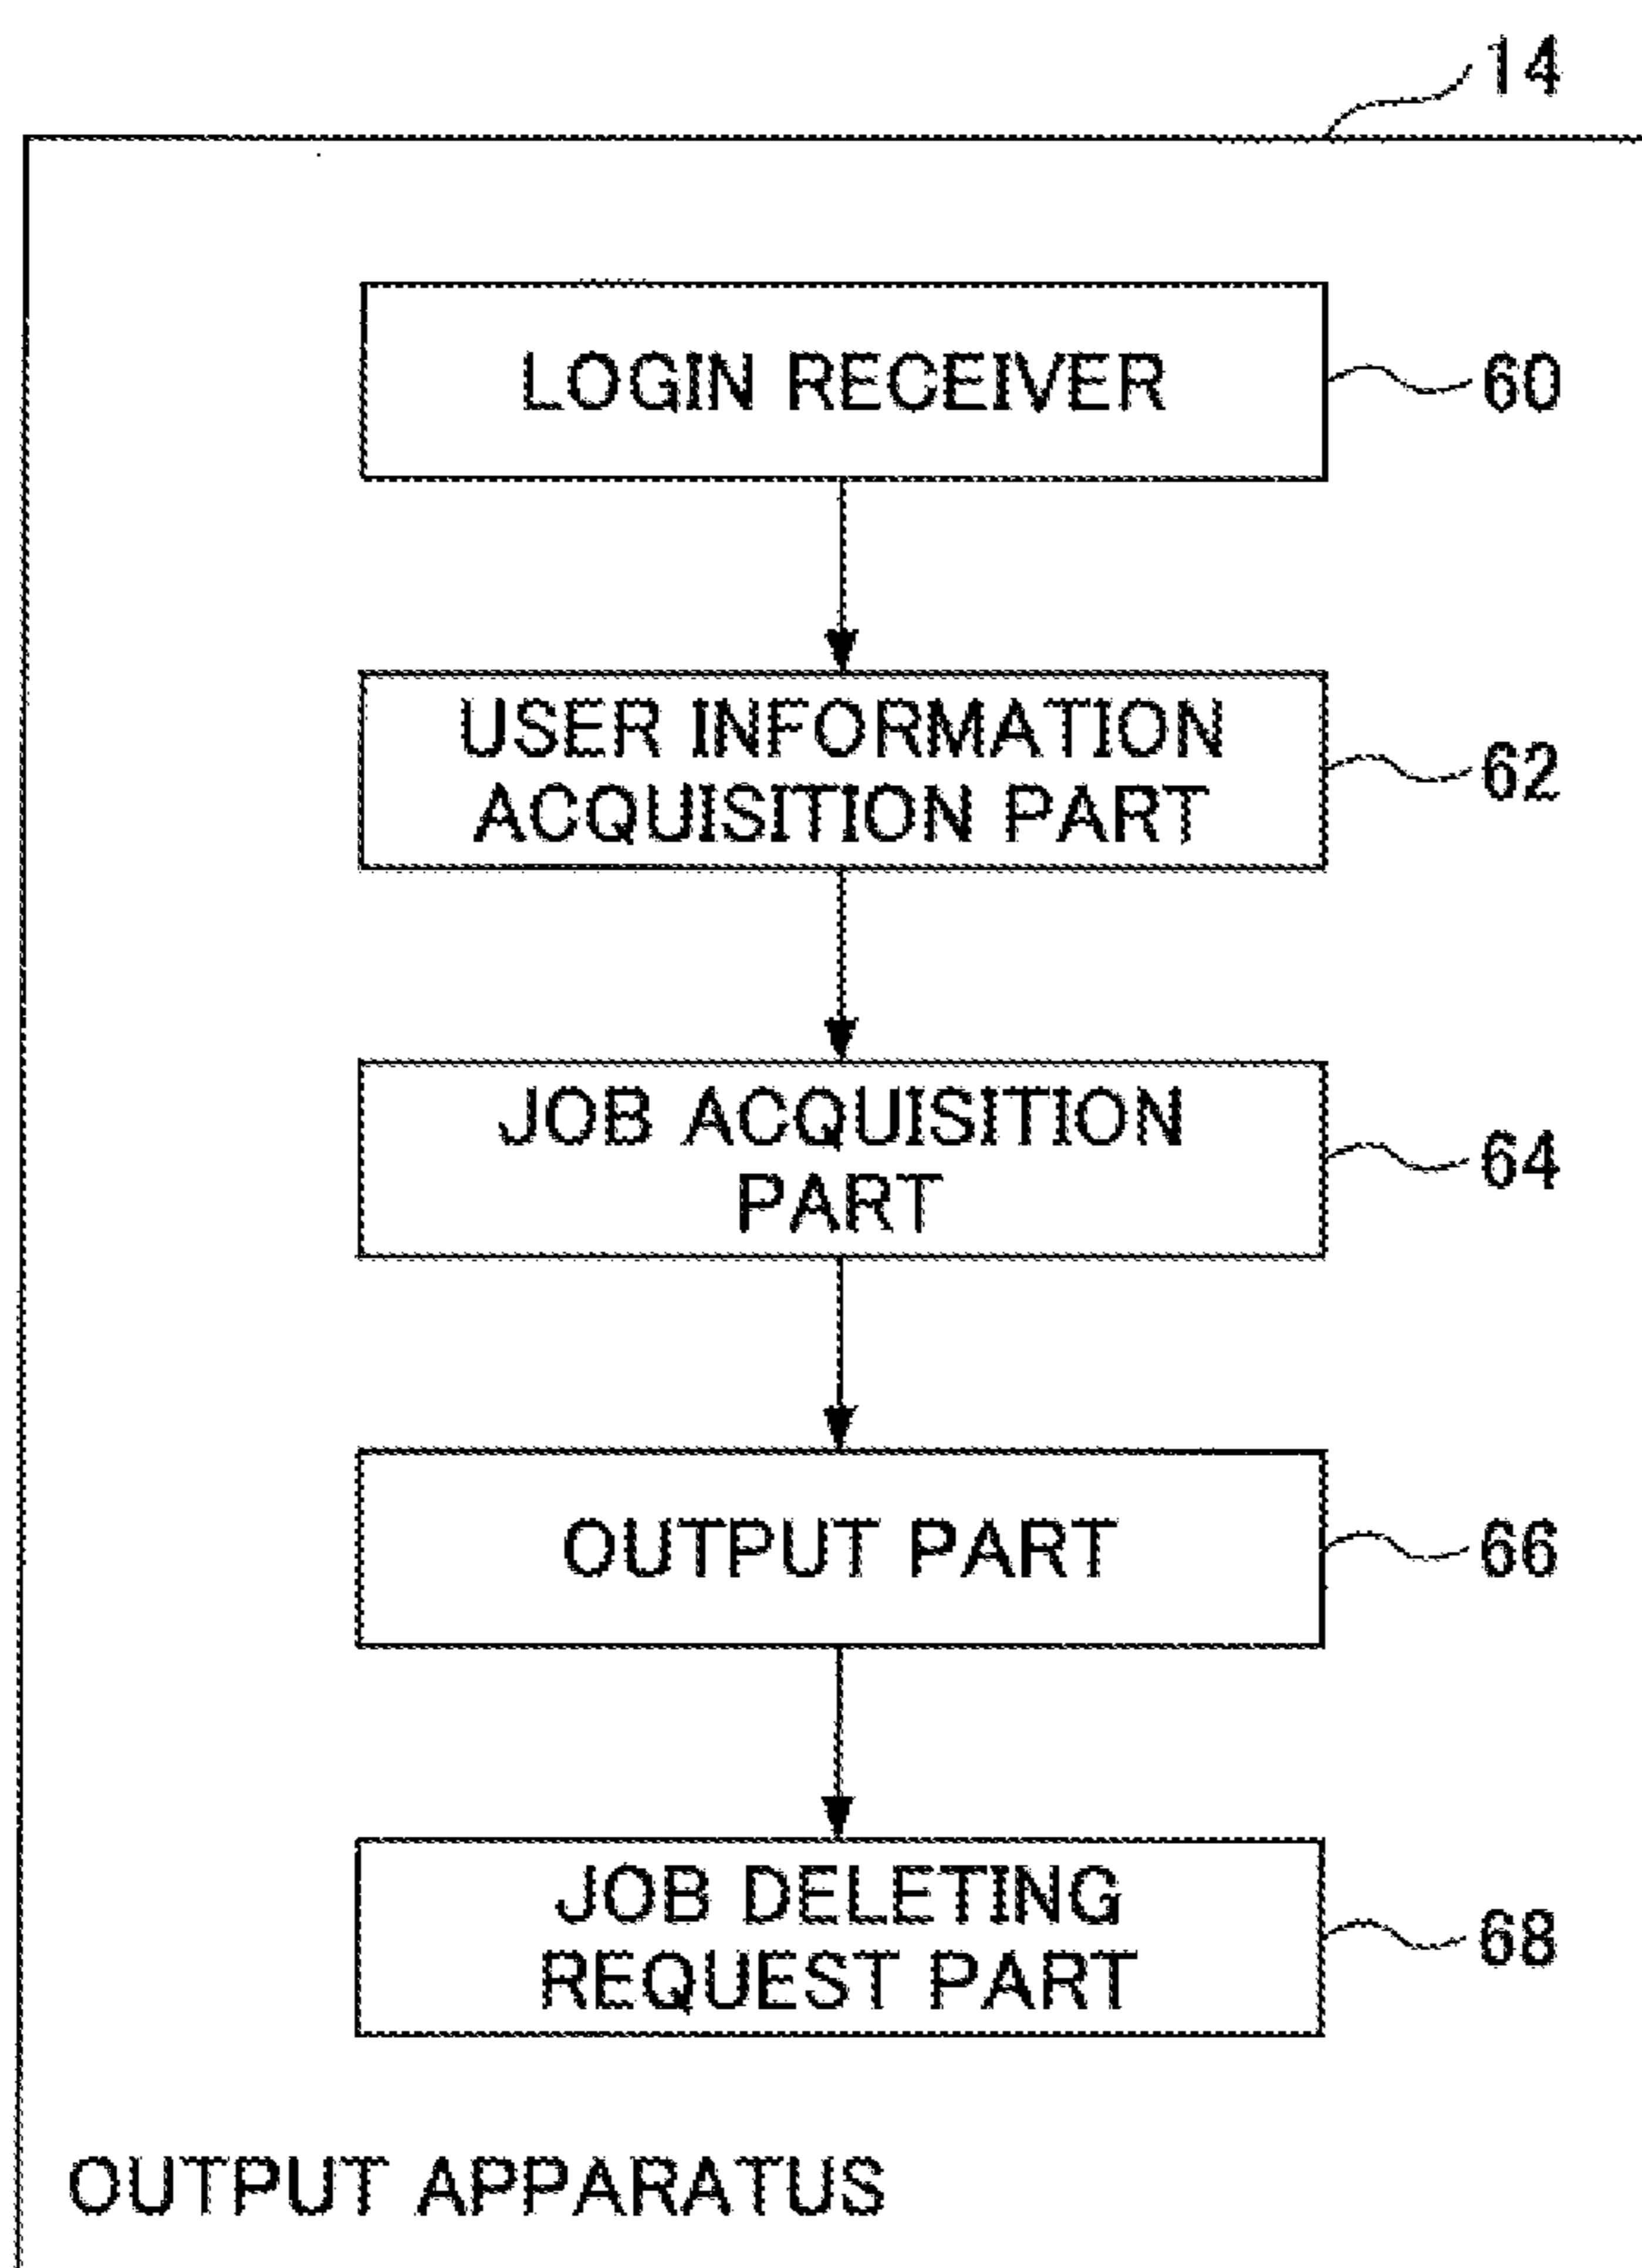 14
LOGIN RECEIVER
60
USER INFORMATION
ACQUISITION PART
62
JOB ACQUISITION
PART
64
OUTPUT PART
66
JOB DELETING
REQUEST PART
68
OUTPUT APPARATUS